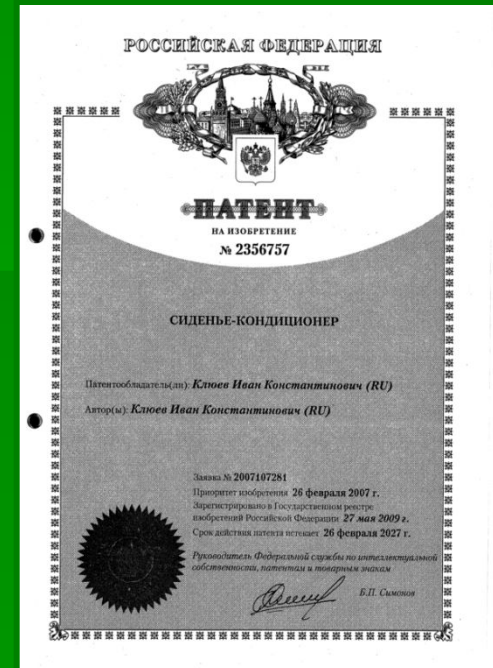 РОССИЙСКАЯ ФЕДЕРАЦИЯ
ПАТЕНТ
НА ИЗОБРЕТЕНИЕ
№ 2356757
СИДЕНЬЕ-КОНДИЦИОНЕР
Патентообладатель(ли): Клюев Иван Константинович (RU)
Автор(ы): Клюев Иван Константинович (RU)
Заявка № 2007107281
Приоритет изобретения 26 февраля 2007 г.
Зарегистрировано в Государственном реестре
изобретений Российской Федерации 27 мая 2009 г.
Срок действия патента истекает 26 февраля 2027 г.
Руководитель Федеральной службы по интеллектуальной
собственности, патентам и товарным знакам
Б.П. Симонов